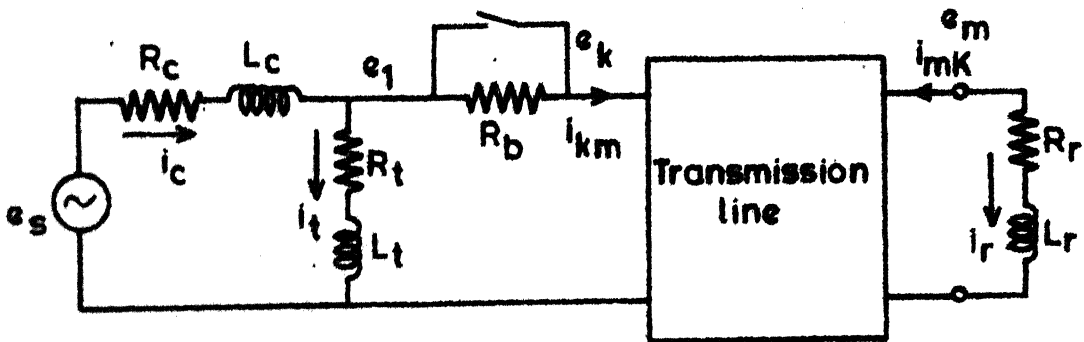 R_c
L_c
e_1
e_k
e_m
i_mK
i_c
R_t
R_b
i_km
Transmission
line
R_r
e_s
i_t
L_t
i_r
L_r